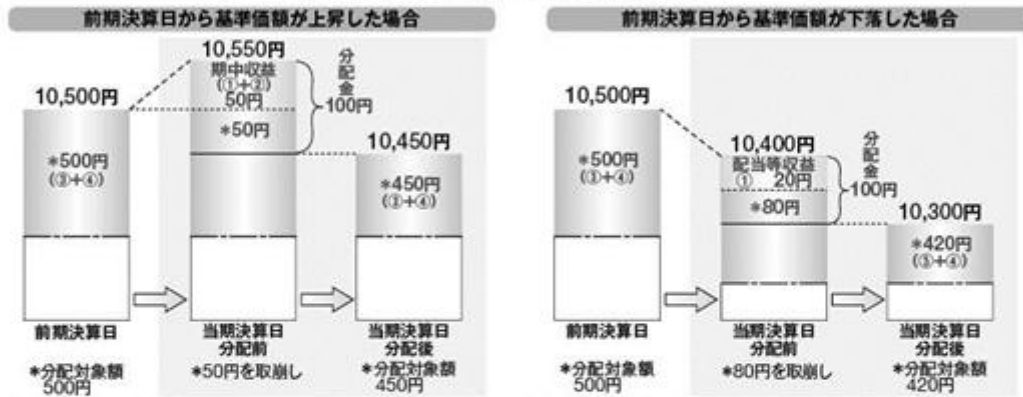 前期決算日から基準価額が上昇した場合
10,500円
*500円
(③+④)
10,550円
期中収益
(①+②)
50円
*50円
分配金
100円
10,450円
*450円
(③+④)
前期決算日
当期決算日
分配前
当期決算日
分配後
*分配対象額
500円
*50円を取崩し
*分配対象額
450円
前期決算日から基準価額が下落した場合
10,500円
*500円
(③+④)
10,400円
配当等収益
① 20円
*80円
分配金
100円
10,300円
*420円
(③+④)
前期決算日
当期決算日
分配前
当期決算日
分配後
*分配対象額
500円
*80円を取崩し
*分配対象額
420円